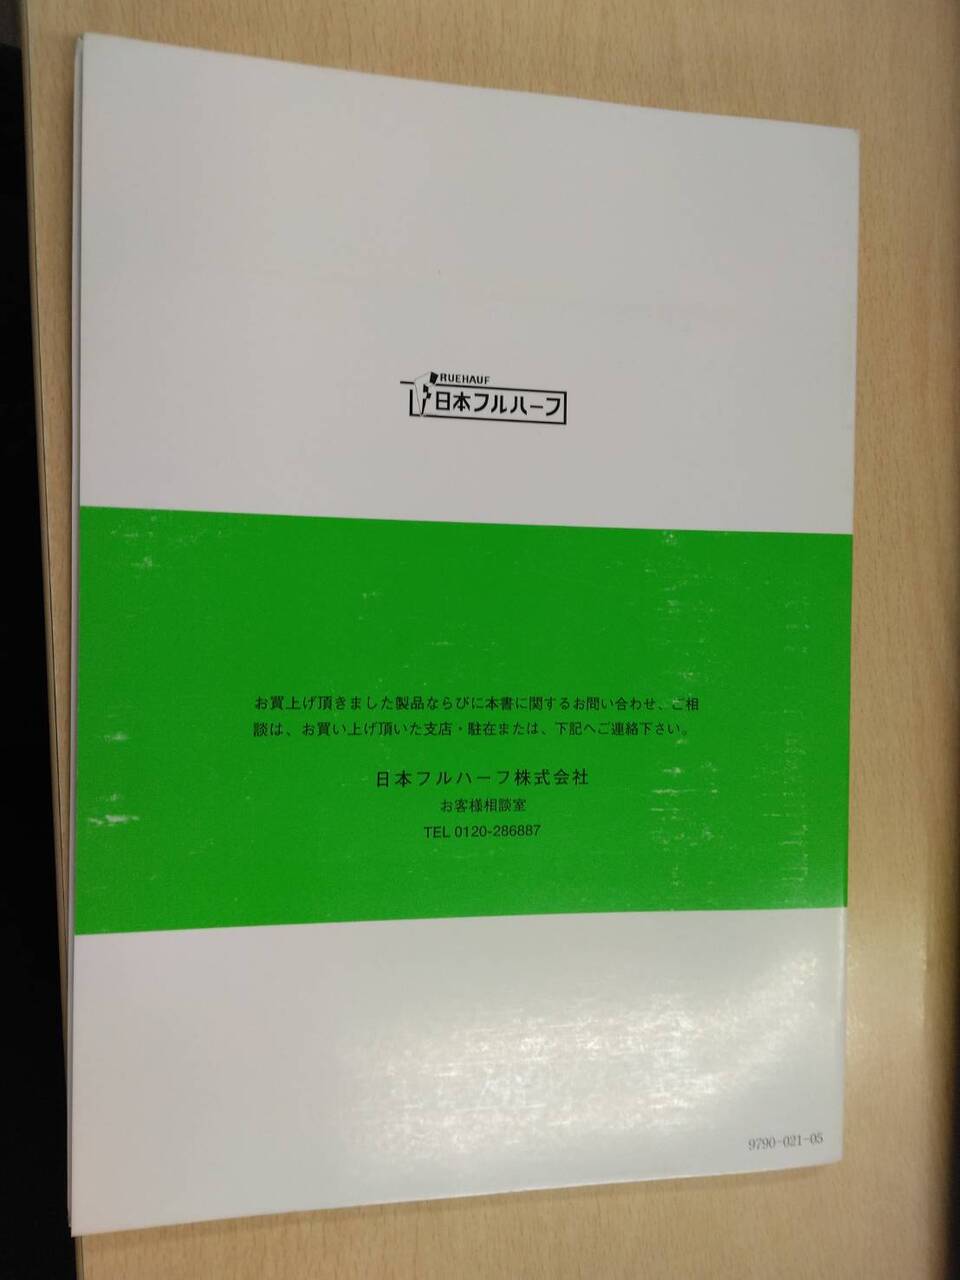 RUEHAUF
日本フルハーフ
お買上げ頂きました製品ならびに本書に関するお問い合わせ、ご相
談は、お買い上げ頂いた支店・駐在または、下記へご連絡下さい。
日本フルハーフ株式会社
お客様相談室
TEL 0120-286887
9790-021-05